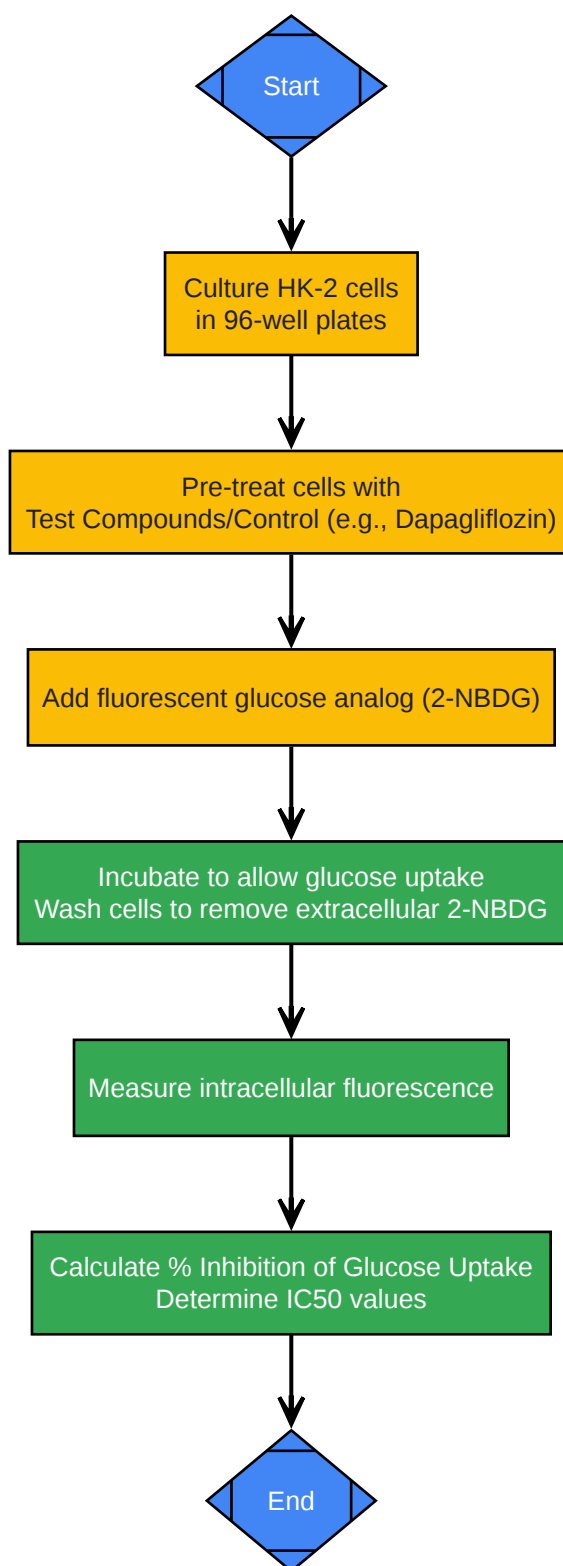 Start
Culture HK-2 cells
in 96-well plates
Pre-treat cells with
Test Compounds/Control (e.g., Dapagliflozin)
Add fluorescent glucose analog (2-NBDG)
Incubate to allow glucose uptake
Wash cells to remove extracellular 2-NBDG
Measure intracellular fluorescence
Calculate % Inhibition of Glucose Uptake
Determine IC50 values
End